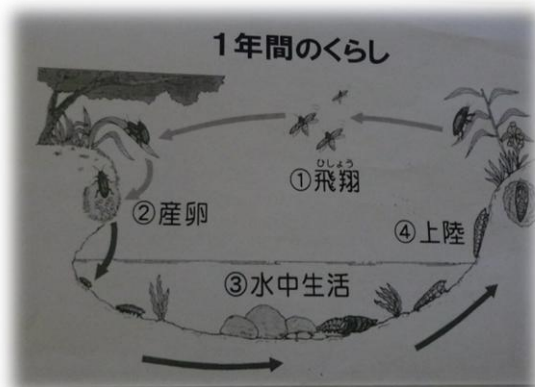 1年間のくらし
ひしょう
①飛翔
②産卵
④上陸
③水中生活